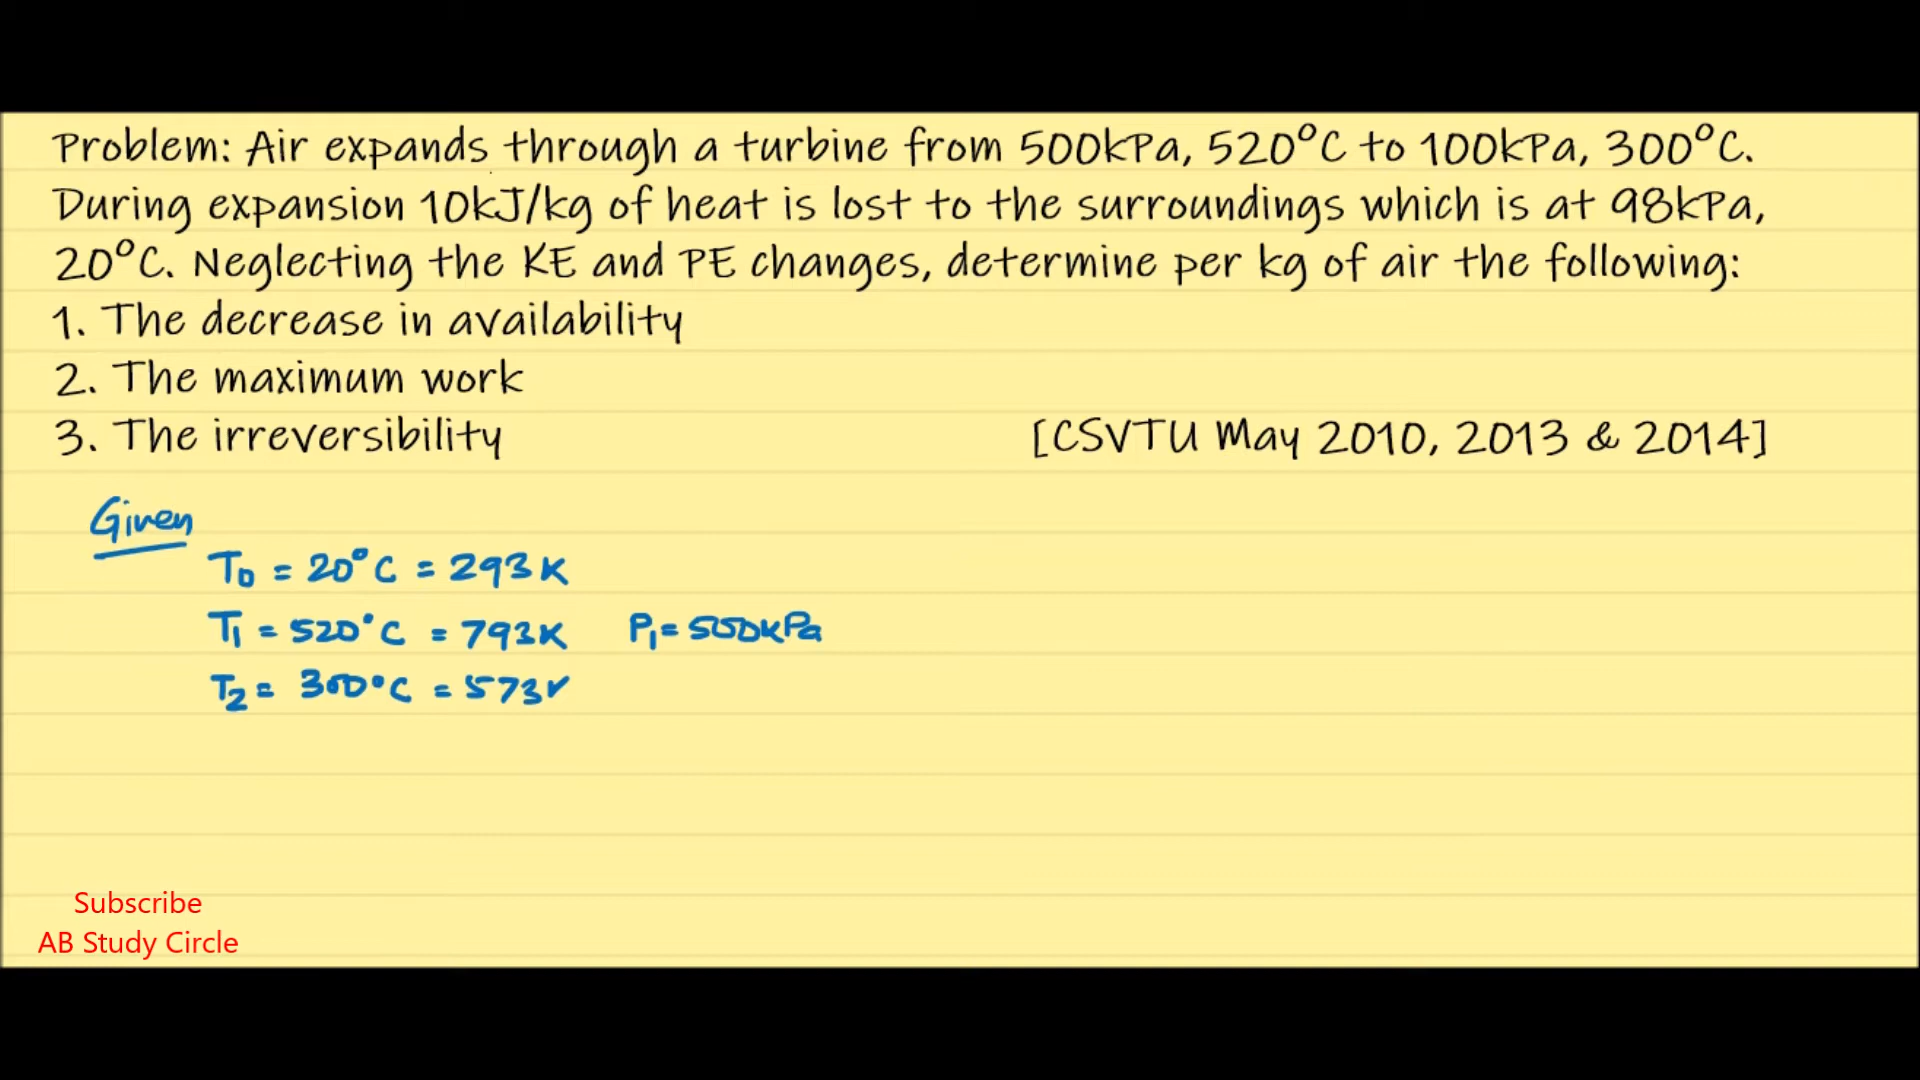 Problem: Air expands through a turbine from 500kPa, 520°C to 100kPa, 300°C.
During expansion 10kJ/kg of heat is lost to the surroundings which is at 98kPa,
20°C. Neglecting the KE and PE changes, determine per kg of air the following:
1. The decrease in availability
2. The maximum work
3. The irreversibility [CSVTU May 2010, 2013 & 2014]
Given
T₀ = 20°C = 293K
T₁ = 520°C = 793K P₁ = 500kPa
T₂ = 300°C = 573
Subscribe
AB Study Circle